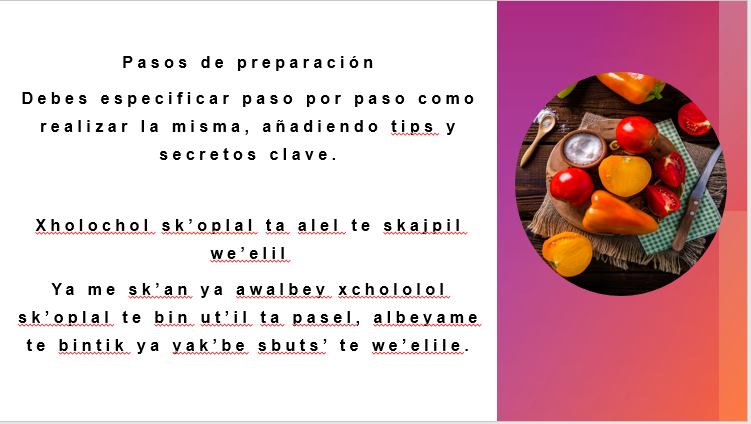 Pasos de preparación
Debes especificar paso por paso como
realizar la misma, añadiendo tips y
secretos clave.
Xholochol sk’oplal ta alel te skajpil
we’elil
Ya me sk’an ya awalbey xchololol
sk’oplal te bin ut’il ta pasel, albeyame
te bintik ya yak’be sbuts’ te we’elile.